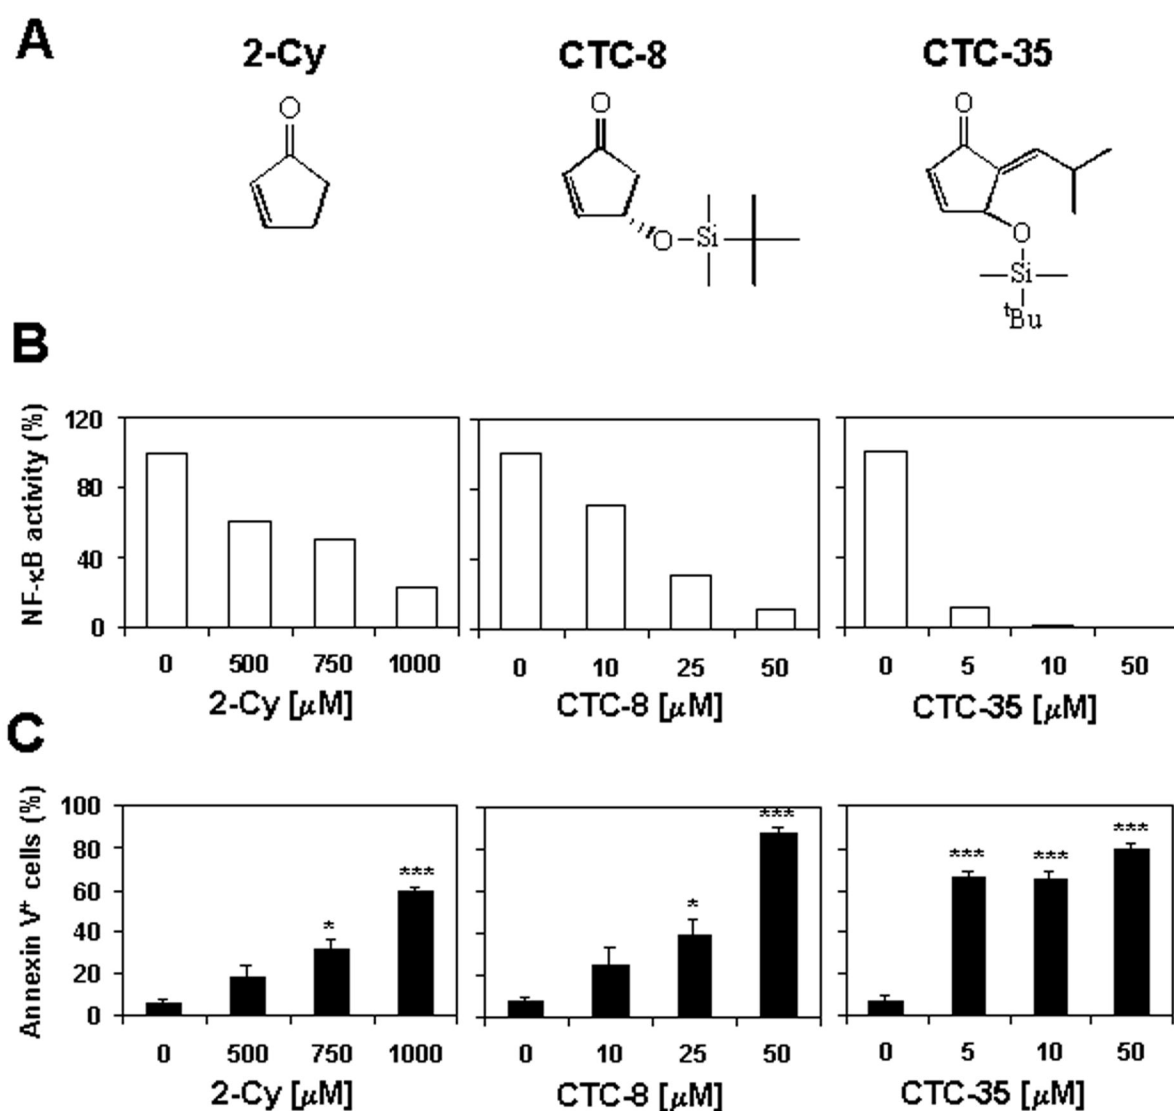 A
2-Cy CTC-8 CTC-35
O O O
O Si O
Si
tBu
B
NF-κB activity (%)
120
80
40
0
0 500 750 1000 0 10 25 50 0 5 10 50
2-Cy [μM] CTC-8 [μM] CTC-35 [μM]
C
Annexin V+ cells (%)
100
80
60
40
20
0
* *** * *** *** *** ***
0 500 750 1000 0 10 25 50 0 5 10 50
2-Cy [μM] CTC-8 [μM] CTC-35 [μM]